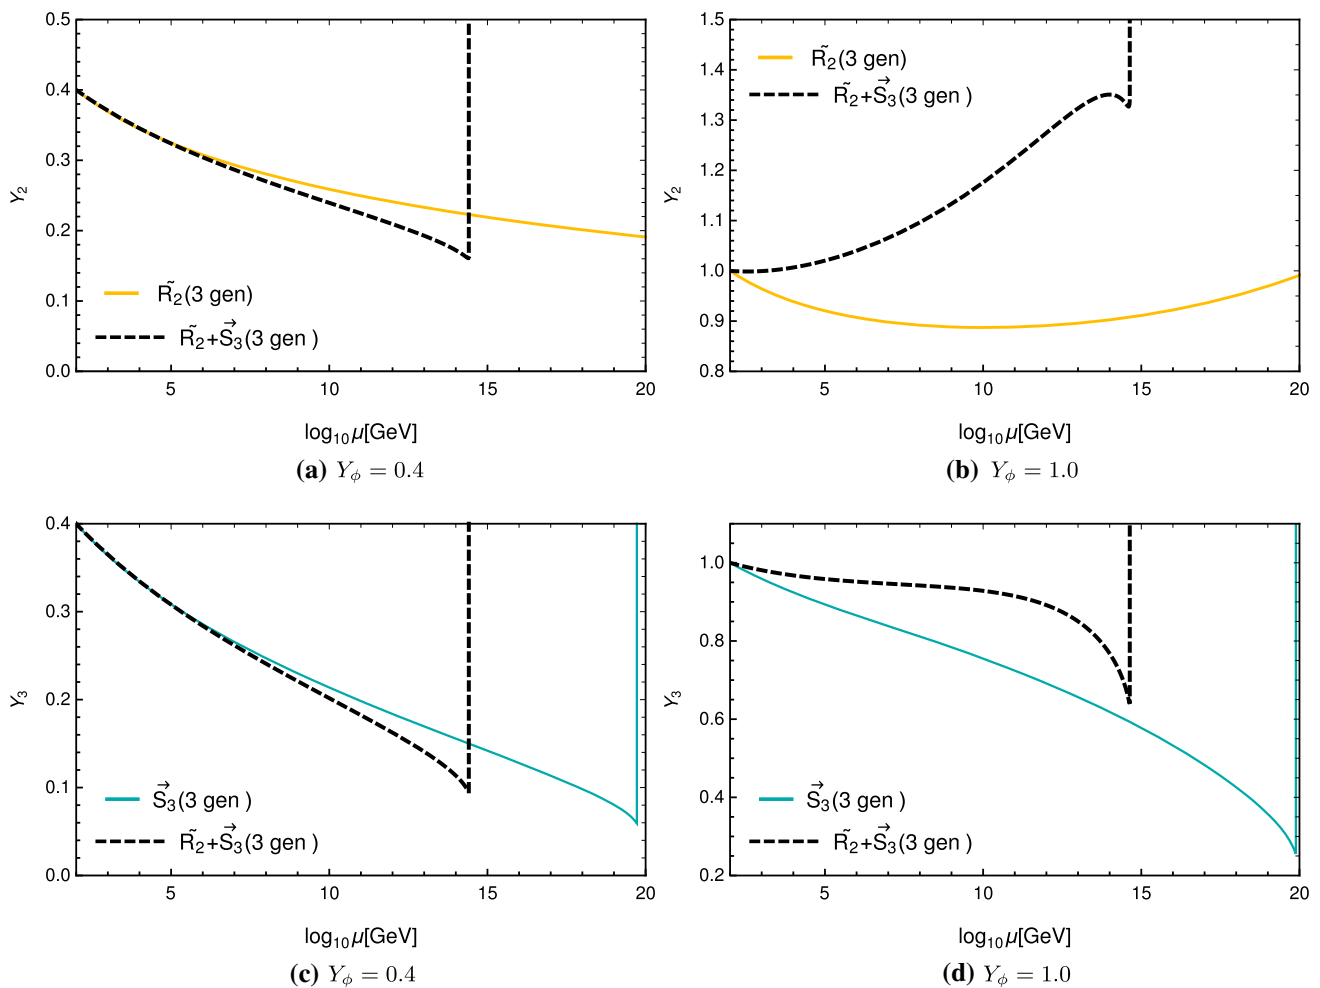 0.5
0.4
0.3
0.2
0.1
0.0
Y₂
R̃₂(3 gen)
R̃₂+S⃗₃(3 gen )
5 10 15 20
log₁₀μ[GeV]
(a) Yϕ = 0.4
1.5
1.4
1.3
1.2
1.1
1.0
0.9
0.8
Y₂
R̃₂(3 gen)
R̃₂+S⃗₃(3 gen )
5 10 15 20
log₁₀μ[GeV]
(b) Yϕ = 1.0
0.4
0.3
0.2
0.1
0.0
Y₃
S⃗₃(3 gen )
R̃₂+S⃗₃(3 gen )
5 10 15 20
log₁₀μ[GeV]
(c) Yϕ = 0.4
1.0
0.8
0.6
0.4
0.2
Y₃
S⃗₃(3 gen )
R̃₂+S⃗₃(3 gen )
5 10 15 20
log₁₀μ[GeV]
(d) Yϕ = 1.0